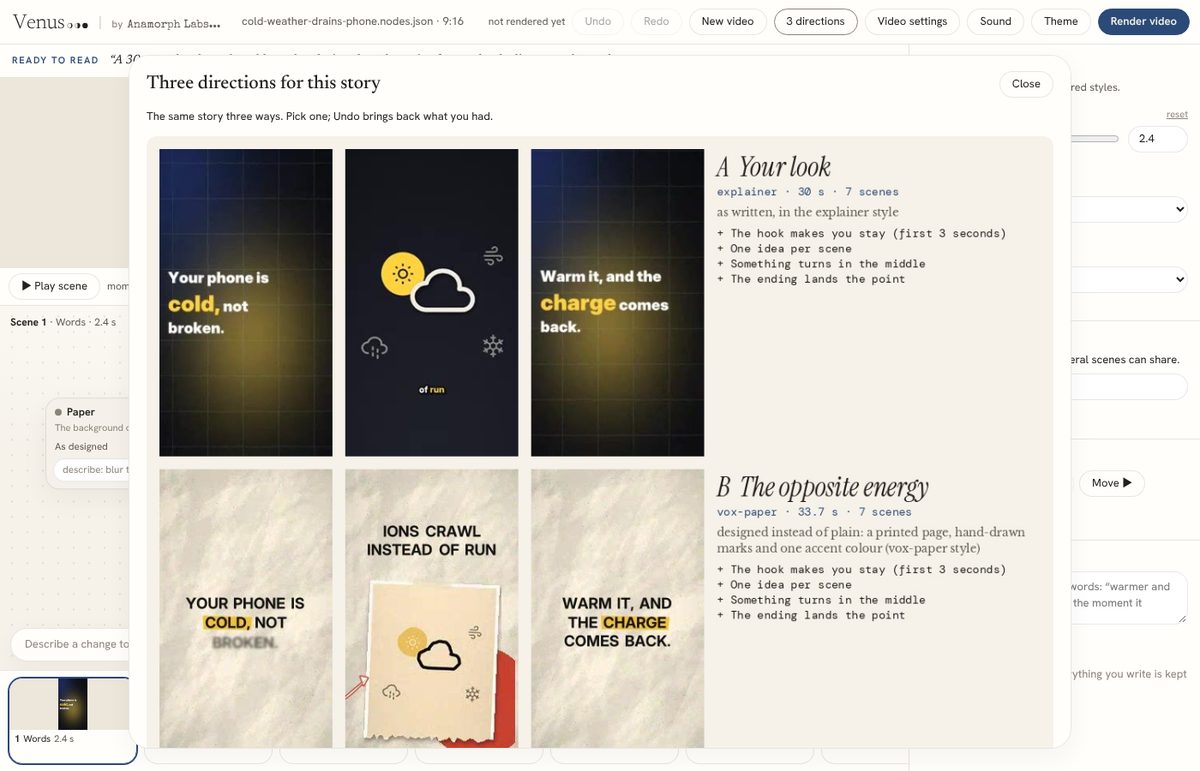 Venus
by Anamorph Labs...
cold-weather-drains-phone.nodes.json · 9:16
not rendered yet
Undo
Redo
New video
3 directions
Video settings
Sound
Theme
Render video
READY TO READ
“A 30
Three directions for this story
Close
The same story three ways. Pick one; Undo brings back what you had.
red styles.
reset
2.4
Your phone is
cold, not
broken.
of run
Warm it, and the
charge comes
back.
A Your look
explainer · 30 s · 7 scenes
as written, in the explainer style
+ The hook makes you stay (first 3 seconds)
+ One idea per scene
+ Something turns in the middle
+ The ending lands the point
▶ Play scene
mom
Scene 1 · Words · 2.4 s
eral scenes can share.
Paper
The background
As designed
describe: blur t
Move ▶
YOUR PHONE IS
COLD, NOT
BROKEN.
IONS CRAWL
INSTEAD OF RUN
WARM IT, AND
THE CHARGE
COMES BACK.
B The opposite energy
vox-paper · 33.7 s · 7 scenes
designed instead of plain: a printed page, hand-drawn
marks and one accent colour (vox-paper style)
+ The hook makes you stay (first 3 seconds)
+ One idea per scene
+ Something turns in the middle
+ The ending lands the point
words: “warmer and
the moment it
Describe a change to
ything you write is kept
1 Words 2.4 s